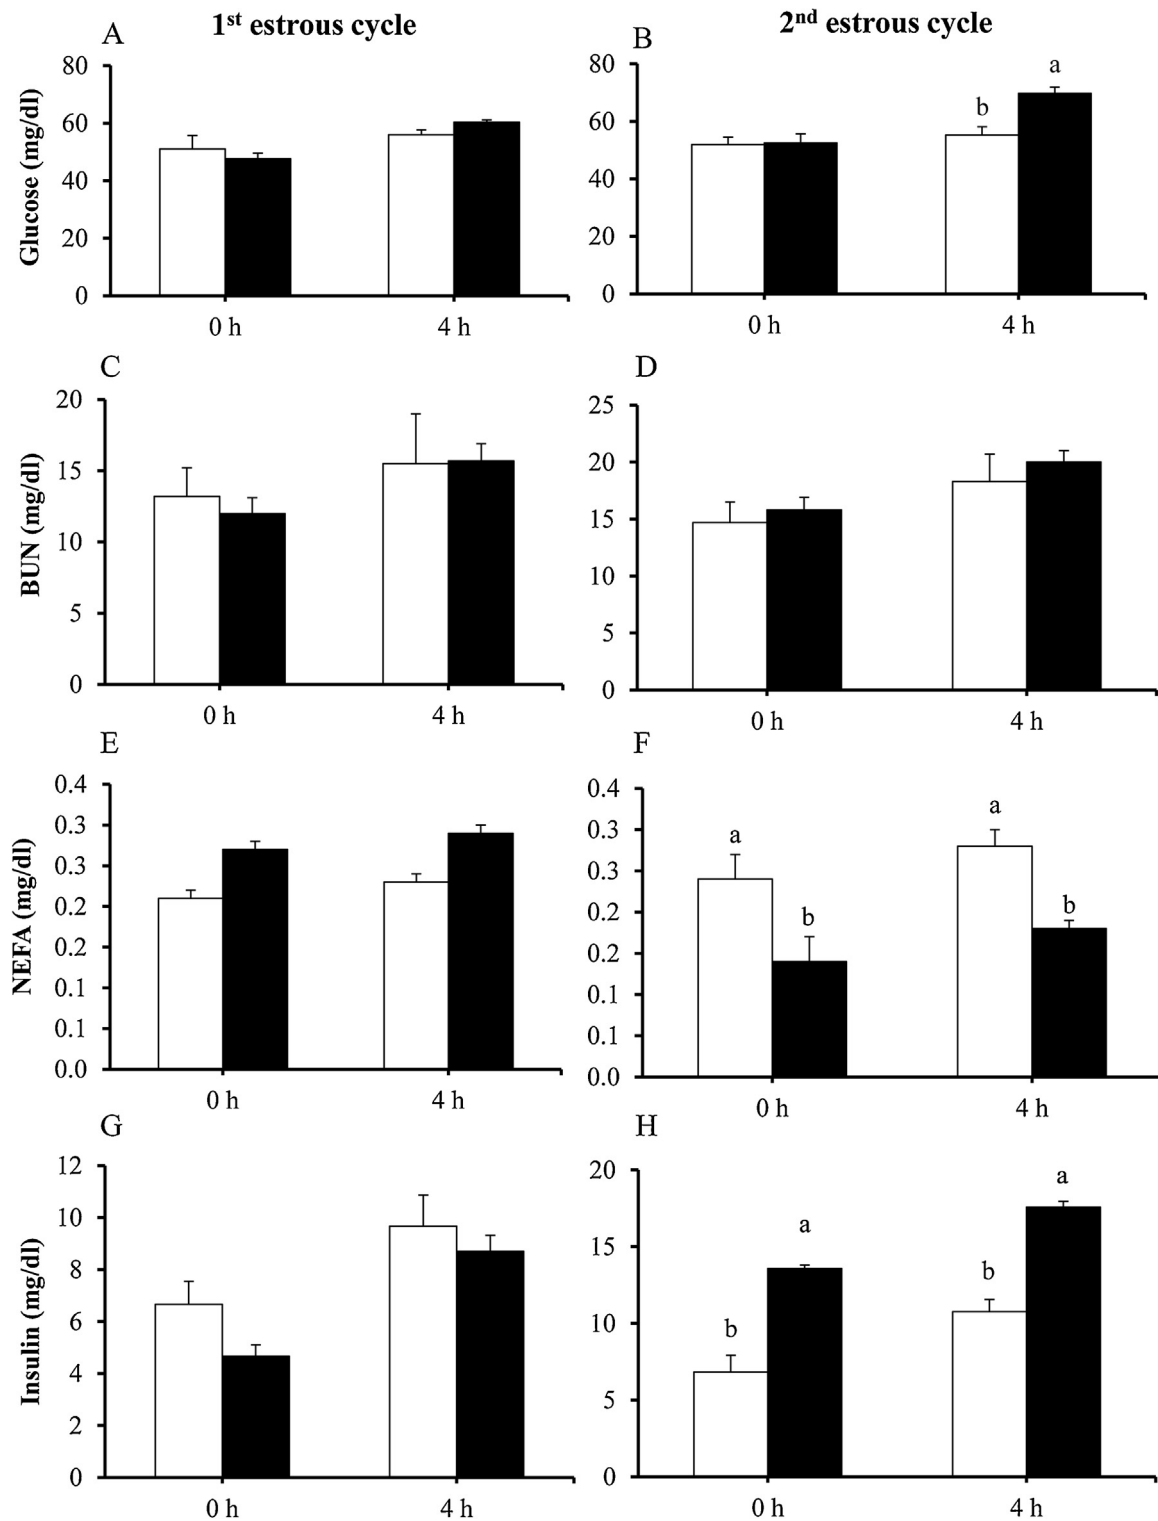 1st estrous cycle
2nd estrous cycle
A
B
Glucose (mg/dl)
80
60
40
20
0
0 h
4 h
80
60
40
20
0
b
a
0 h
4 h
C
D
BUN (mg/dl)
20
15
10
5
0
0 h
4 h
25
20
15
10
5
0
0 h
4 h
E
F
NEFA (mg/dl)
0.4
0.3
0.3
0.2
0.2
0.1
0.1
0.0
0 h
4 h
0.4
0.3
0.3
0.2
0.2
0.1
0.1
0.0
a
b
a
b
0 h
4 h
G
H
Insulin (mg/dl)
12
10
8
6
4
2
0
0 h
4 h
20
15
10
5
0
b
a
b
a
0 h
4 h